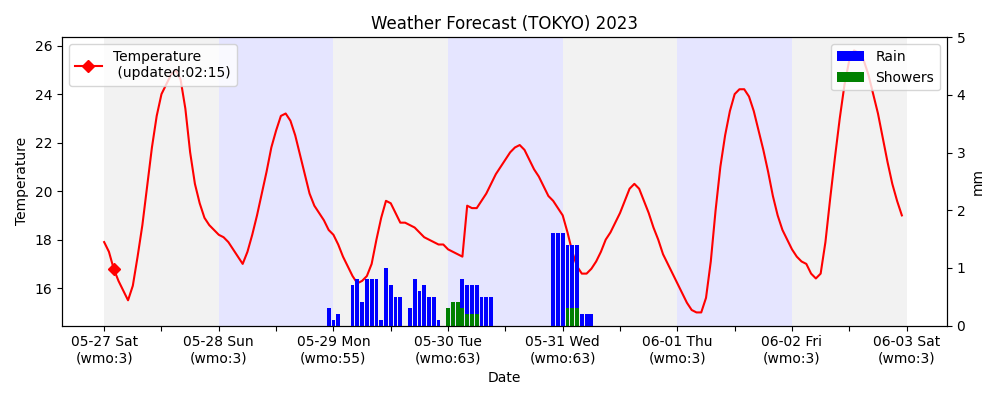 Weather Forecast (TOKYO) 2023
Temperature
(updated:02:15)
Rain
Showers
26
24
22
20
18
16
Temperature
5
4
3
2
1
0
mm
05-27 Sat
(wmo:3)
05-28 Sun
(wmo:3)
05-29 Mon
(wmo:55)
05-30 Tue
(wmo:63)
05-31 Wed
(wmo:63)
06-01 Thu
(wmo:3)
06-02 Fri
(wmo:3)
06-03 Sat
(wmo:3)
Date